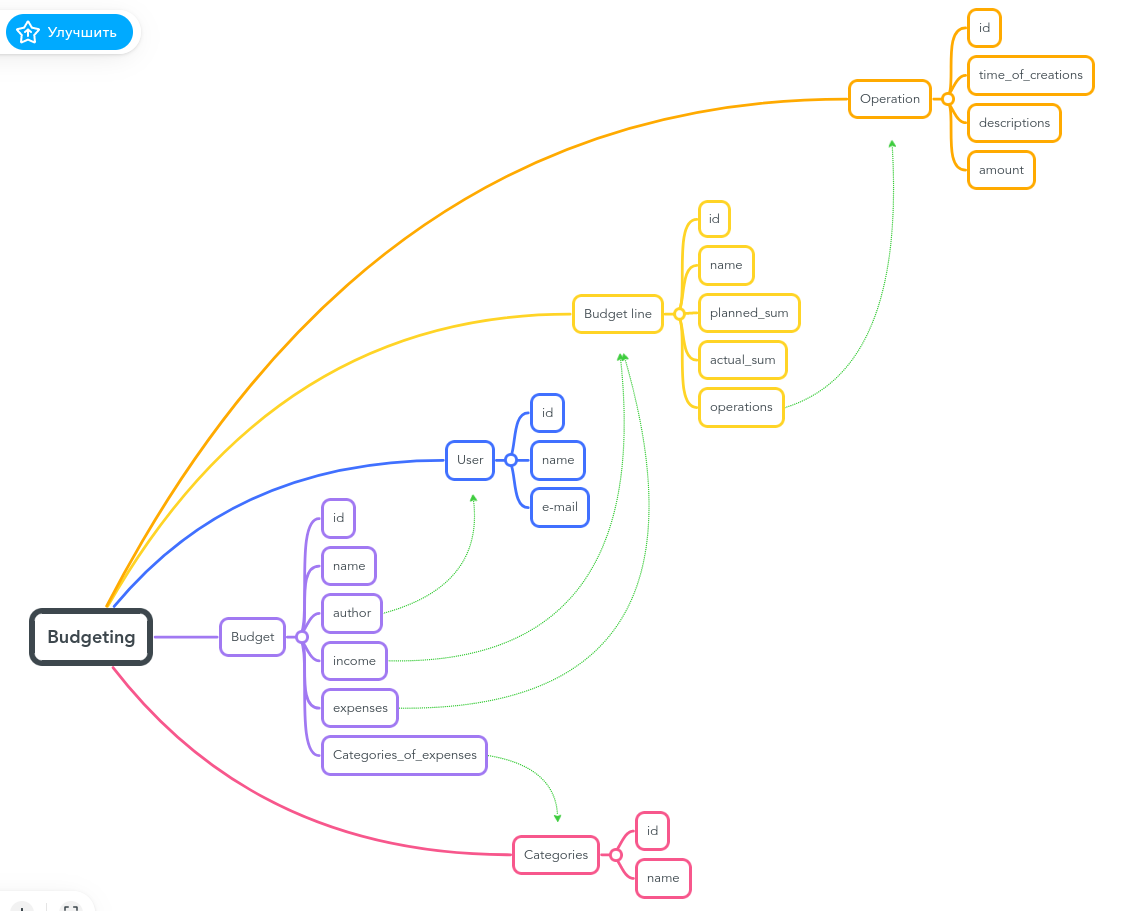 Улучшить
Budgeting
Operation
id
time_of_creations
descriptions
amount
Budget line
id
name
planned_sum
actual_sum
operations
User
id
name
e-mail
Budget
id
name
author
income
expenses
Categories_of_expenses
Categories
id
name